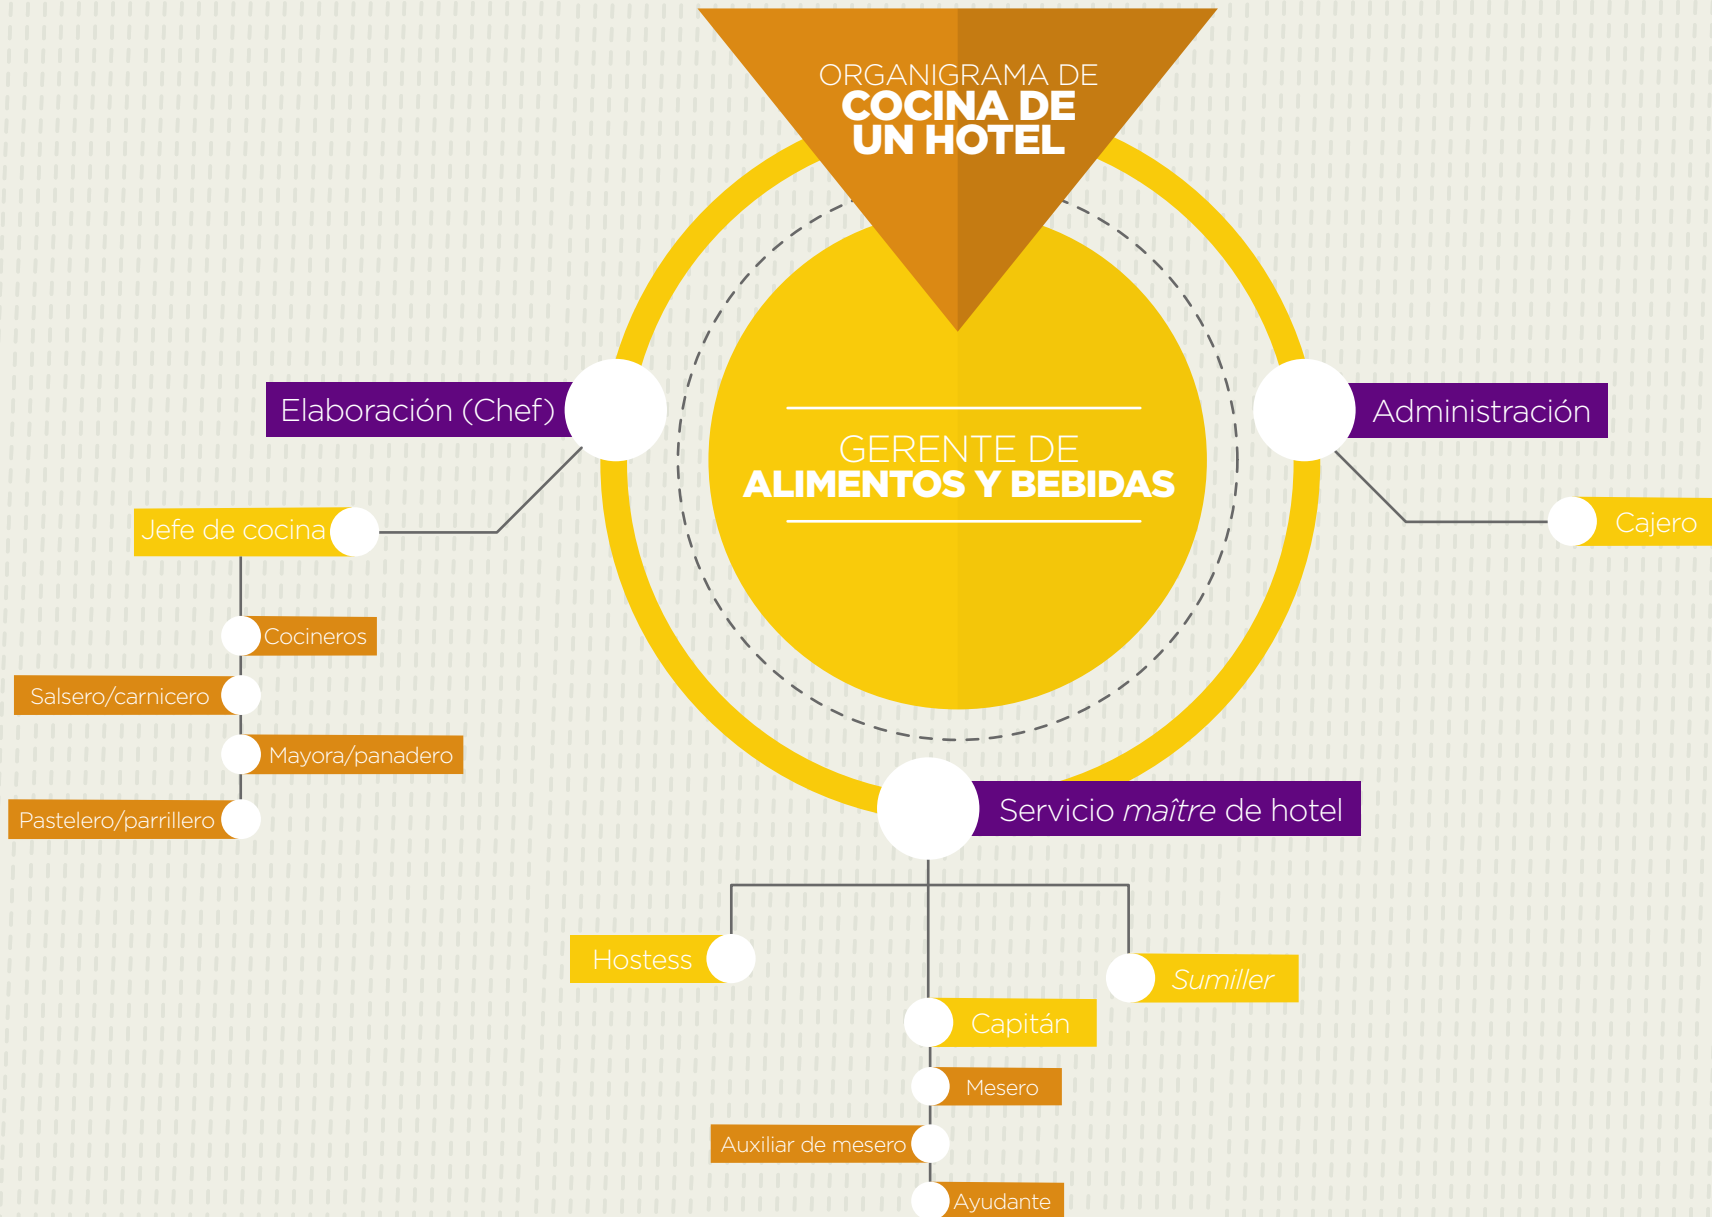 ORGANIGRAMA DE
COCINA DE
UN HOTEL
GERENTE DE
ALIMENTOS Y BEBIDAS
Elaboración (Chef)
Jefe de cocina
Cocineros
Salsero/carnicero
Mayora/panadero
Pastelero/parrillero
Administración
Cajero
Servicio maître de hotel
Hostess
Sumiller
Capitán
Mesero
Auxiliar de mesero
Ayudante